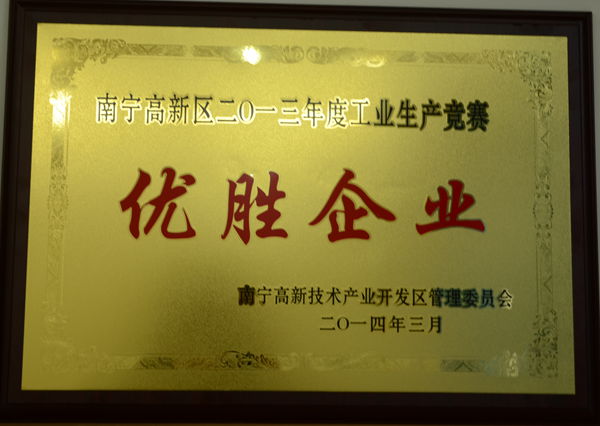 南宁高新区二〇一三年度工业生产竞赛
优胜企业
南宁高新技术产业开发区管理委员会
二〇一四年三月